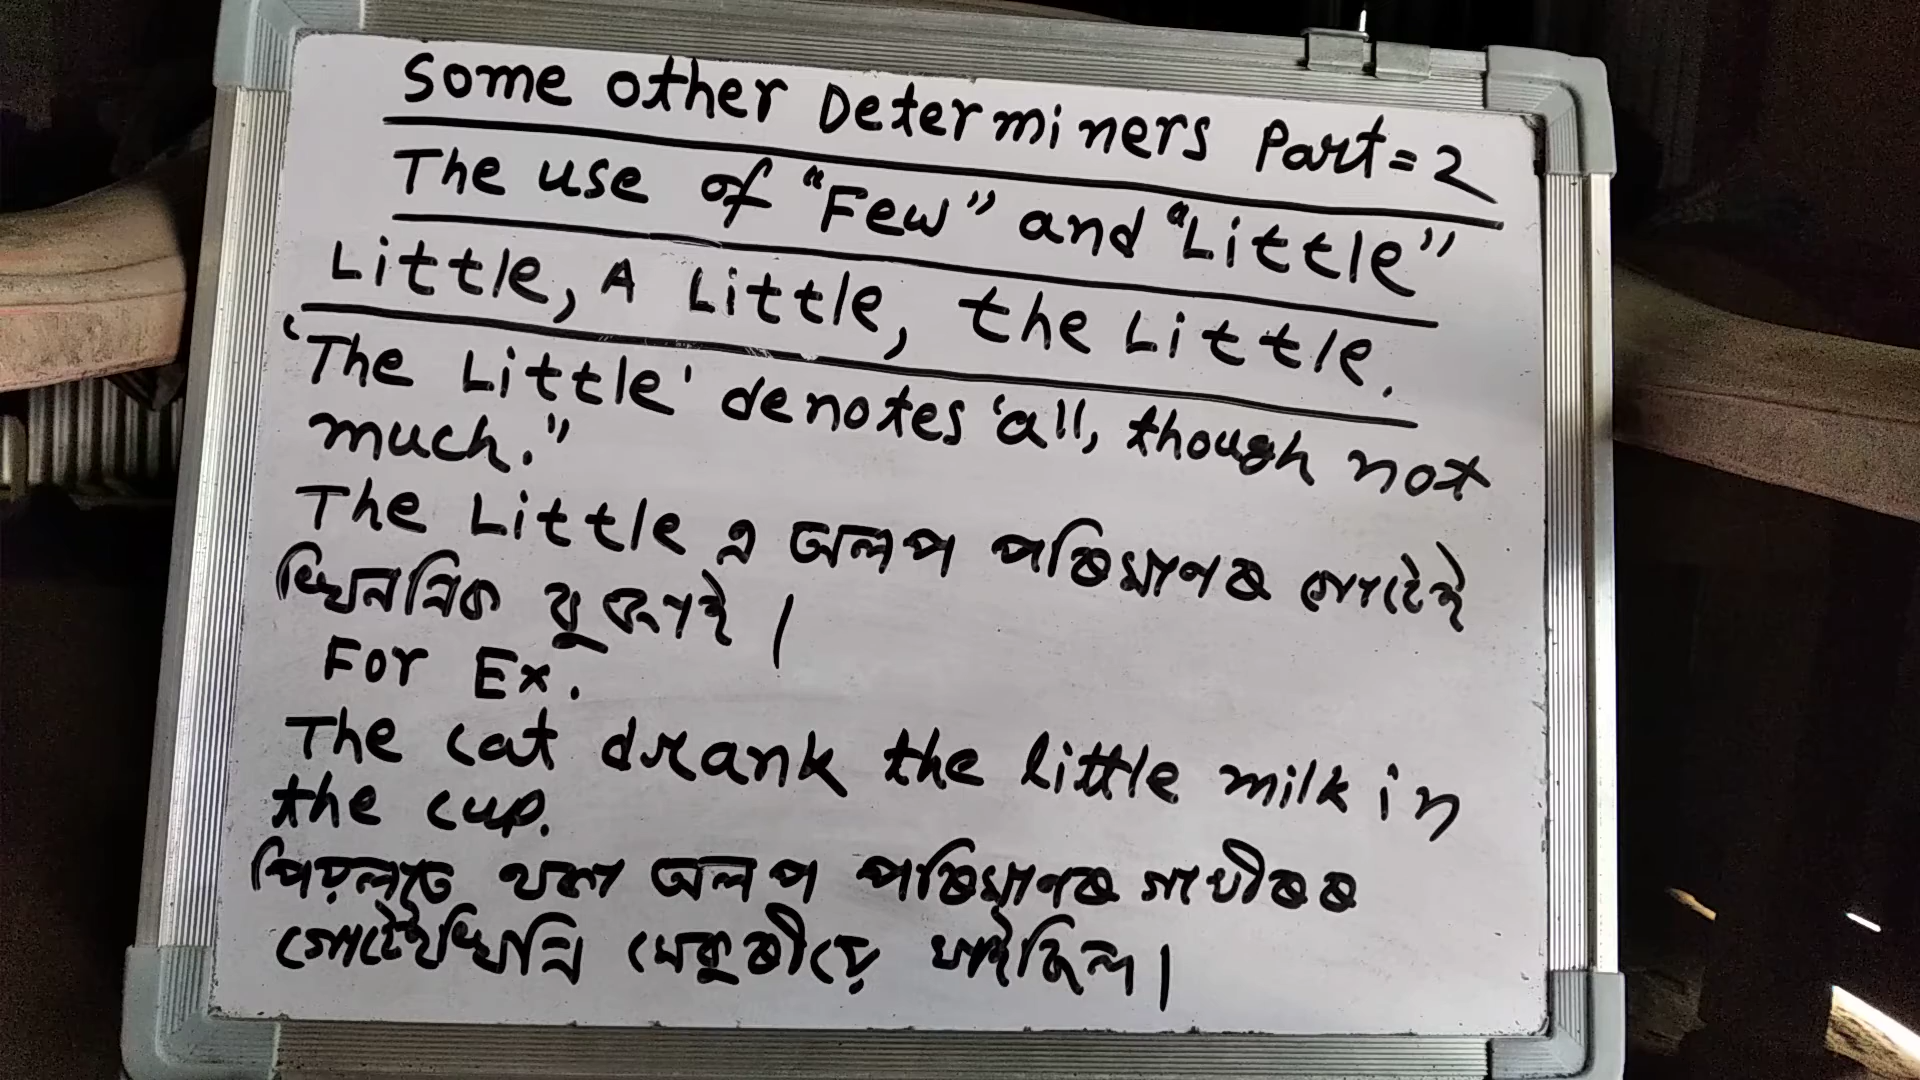 Some other Determiners Part=2
The use of "Few" and "Little"
Little, A Little, the Little.
'The Little' denotes 'all, though not
much."
The Little এ অলপ পৰিমাণৰ গোটেই
খিনিক বুজাই।
For Ex.
The cat drank the little milk in
the cup.
পিয়লাত থকা অলপ পৰিমাণৰ গাখীৰৰ
গোটেইখিনি মেকুৰীয়ে খাইছিল।